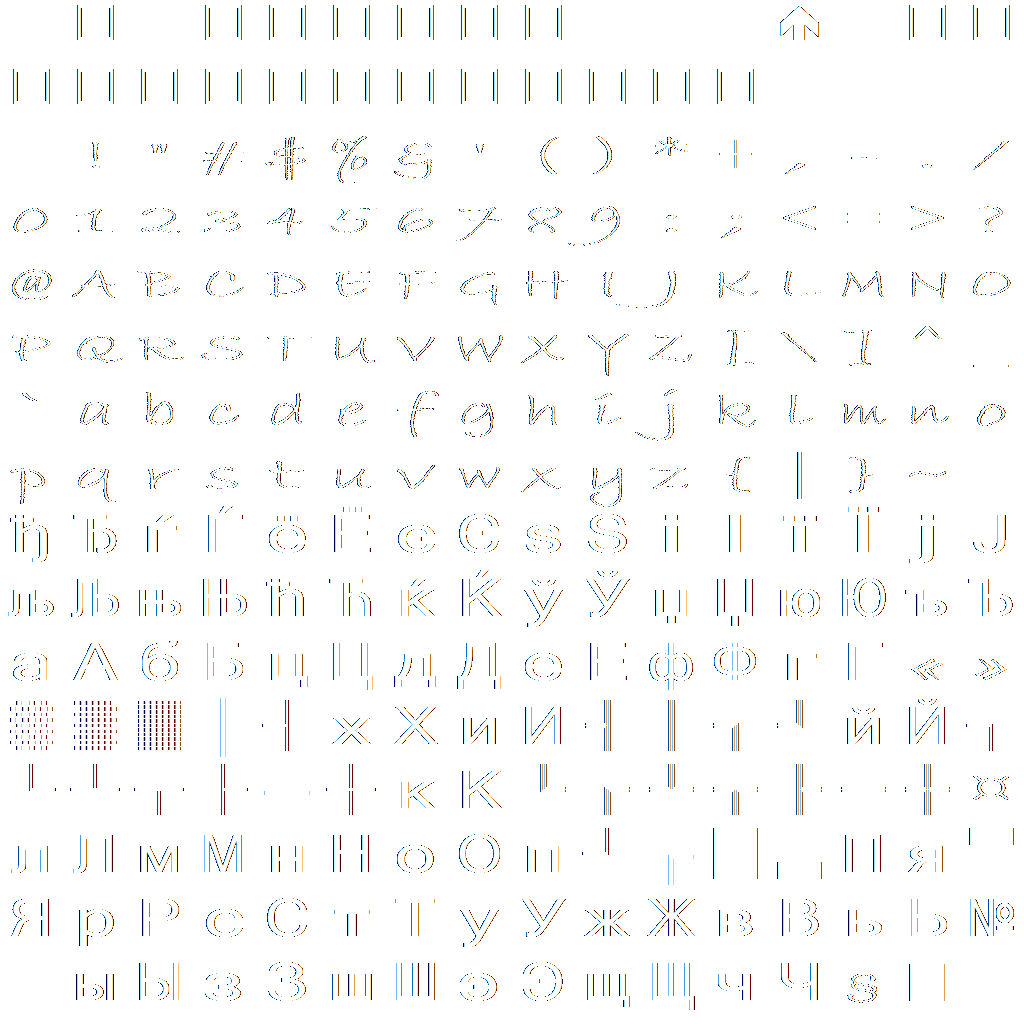 ! " # $ % & ' ( ) * + , - . /
0 1 2 3 4 5 6 7 8 9 : ; < = > ?
@ A B C D E F G H I J K L M N O
P Q R S T U V W X Y Z [ \ ] ^ _
` a b c d e f g h i j k l m n o
p q r s t u v w x y z { | } ~
ђ Ђ ѓ Ѓ ё Ё є Є ѕ Ѕ і І ї Ї ј Ј
љ Љ њ Њ ћ Ћ ќ Ќ ў Ў џ Џ ю Ю ъ Ъ
а А б Б ц Ц д Д е Е ф Ф г Г « »
░ ▒ ▓ │ ┤ х Х и И ╣ ║ ╗ ╝ й Й ┐
└ ┴ ┬ ├ ─ ┼ к К ╚ ╔ ╩ ╦ ╠ ═ ╬ ¤
л Л м М н Н о О п ┘ ┌ █ ▄ П я ▀
Я р Р с С т Т у У ж Ж в В ь Ь №
ы Ы з З ш Ш э Э щ Щ ч Ч § ■